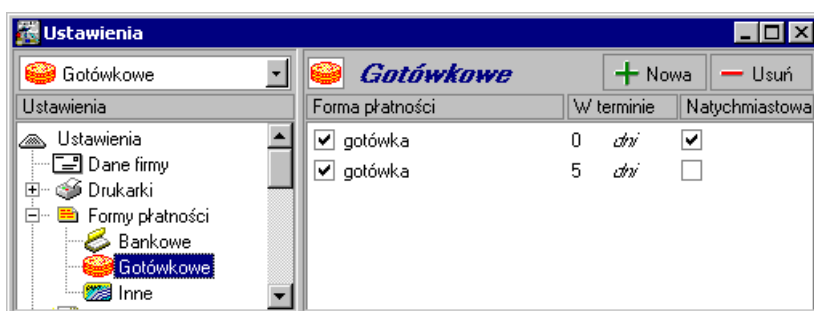 Ustawienia
Gotówkowe
Gotówkowe
Nowa
Usuń
Ustawienia
Forma płatności
W terminie
Natychmiastowa
Ustawienia
Dane firmy
Drukarki
Formy płatności
Bankowe
Gotówkowe
Inne
gotówka 0 dni
gotówka 5 dni